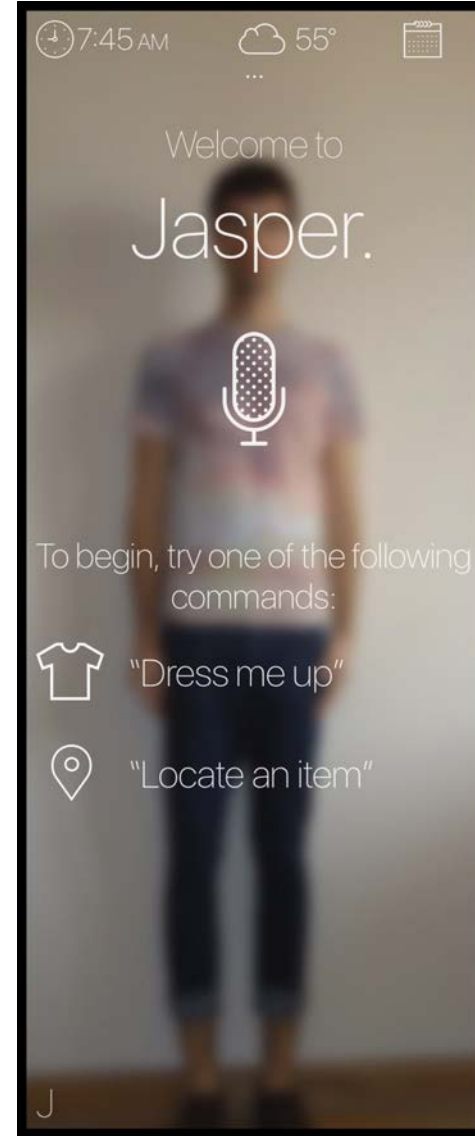 7:45 AM 55°
...
Welcome to
Jasper.
To begin, try one of the following
commands:
"Dress me up"
"Locate an item"
J